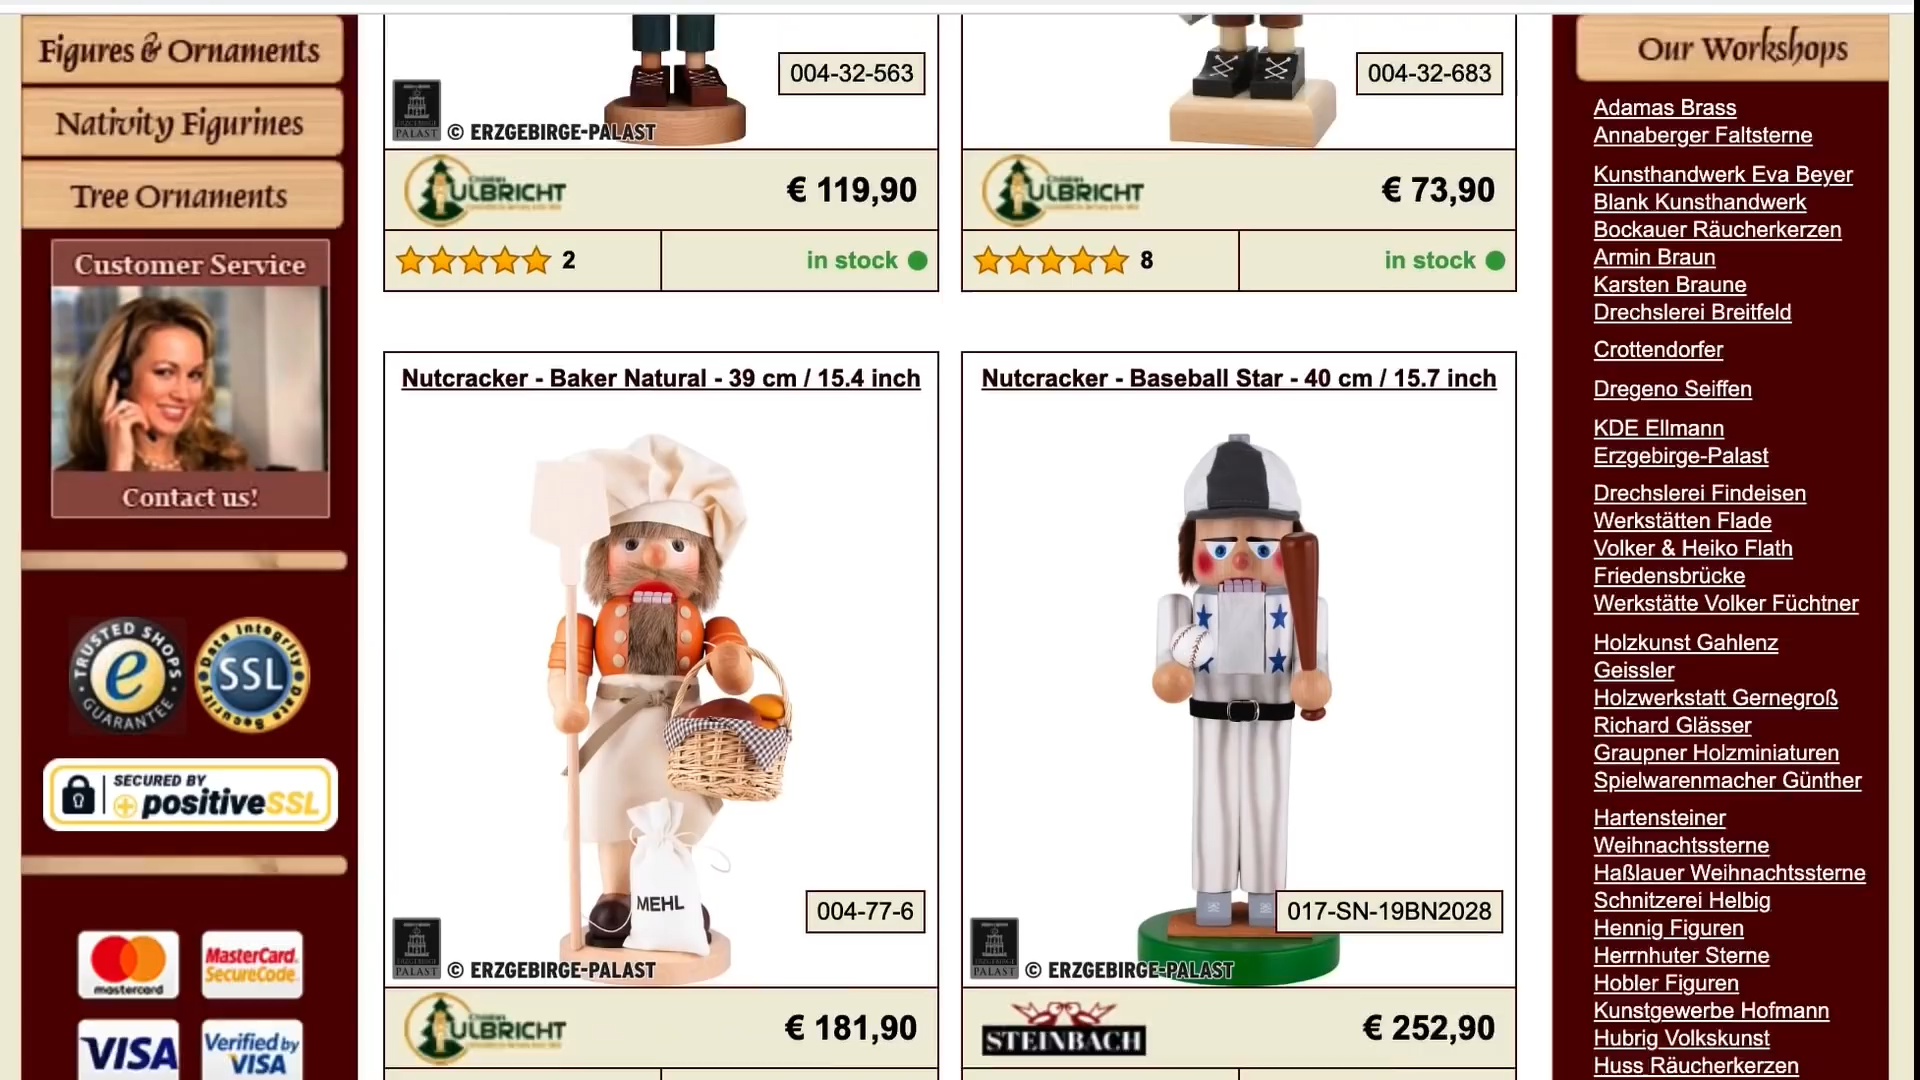 Figures & Ornaments
Nativity Figurines
Tree Ornaments
Customer Service
Contact us!
TRUSTED SHOPS
e
GUARANTEE
Data Integrity
SSL
Data Security
SECURED BY
positiveSSL
mastercard
MasterCard.
SecureCode.
VISA
Verified by
VISA
004-32-563
PALAST
© ERZGEBIRGE-PALAST
ULBRICHT
€ 119,90
2
in stock
004-32-683
ULBRICHT
€ 73,90
8
in stock
Nutcracker - Baker Natural - 39 cm / 15.4 inch
MEHL
004-77-6
PALAST
© ERZGEBIRGE-PALAST
ULBRICHT
€ 181,90
Nutcracker - Baseball Star - 40 cm / 15.7 inch
017-SN-19BN2028
PALAST
© ERZGEBIRGE-PALAST
STEINBACH
€ 252,90
Our Workshops
Adamas Brass
Annaberger Faltsterne
Kunsthandwerk Eva Beyer
Blank Kunsthandwerk
Bockauer Räucherkerzen
Armin Braun
Karsten Braune
Drechslerei Breitfeld
Crottendorfer
Dregeno Seiffen
KDE Ellmann
Erzgebirge-Palast
Drechslerei Findeisen
Werkstätten Flade
Volker & Heiko Flath
Friedensbrücke
Werkstätte Volker Füchtner
Holzkunst Gahlenz
Geissler
Holzwerkstatt Gernegroß
Richard Glässer
Graupner Holzminiaturen
Spielwarenmacher Günther
Hartensteiner
Weihnachtssterne
Haßlauer Weihnachtssterne
Schnitzerei Helbig
Hennig Figuren
Herrnhuter Sterne
Hobler Figuren
Kunstgewerbe Hofmann
Hubrig Volkskunst
Huss Räucherkerzen